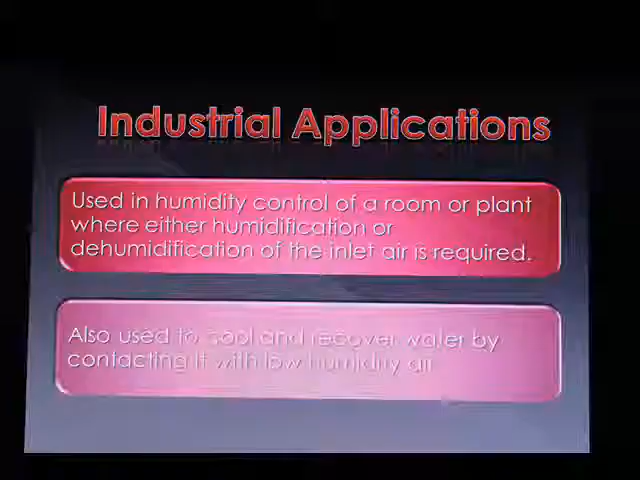 Industrial Applications
Used in humidity control of a room or plant
where either humidification or
dehumidification of the inlet air is required.
Also used to cool and recover water by
contacting it with low humidity air